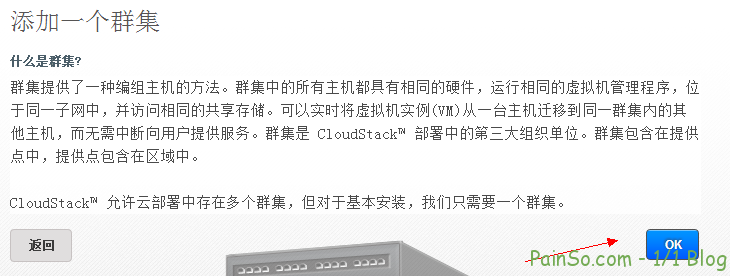 添加一个群集
什么是群集?
群集提供了一种编组主机的方法。群集中的所有主机都具有相同的硬件，运行相同的虚拟机管理程序，位
于同一子网中，并访问相同的共享存储。可以实时将虚拟机实例(VM)从一台主机迁移到同一群集内的其
他主机，而无需中断向用户提供服务。群集是 CloudStack™ 部署中的第三大组织单位。群集包含在提供
点中，提供点包含在区域中。
CloudStack™ 允许云部署中存在多个群集，但对于基本安装，我们只需要一个群集。
返回
OK
PainSo.com - 1/1 Blog